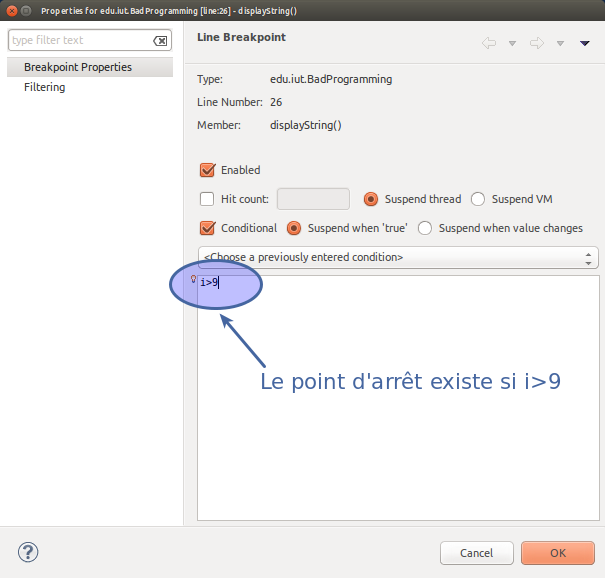 Properties for edu.iut.BadProgramming [line:26] - displayString()
type filter text
Breakpoint Properties
Filtering
Line Breakpoint
Type: edu.iut.BadProgramming
Line Number: 26
Member: displayString()
Enabled
Hit count: Suspend thread Suspend VM
Conditional Suspend when 'true' Suspend when value changes
<Choose a previously entered condition>
i>9
Le point d'arrêt existe si i>9
? Cancel OK